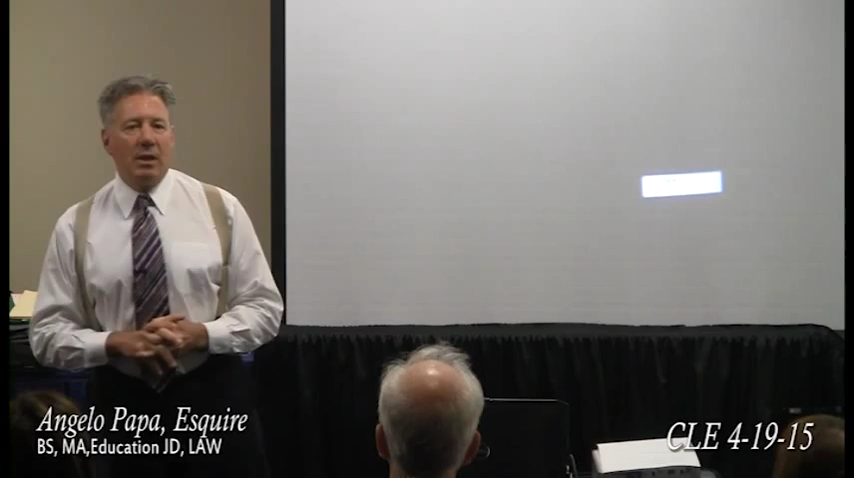 Angelo Papa, Esquire
BS, MA,Education JD, LAW
CLE 4-19-15